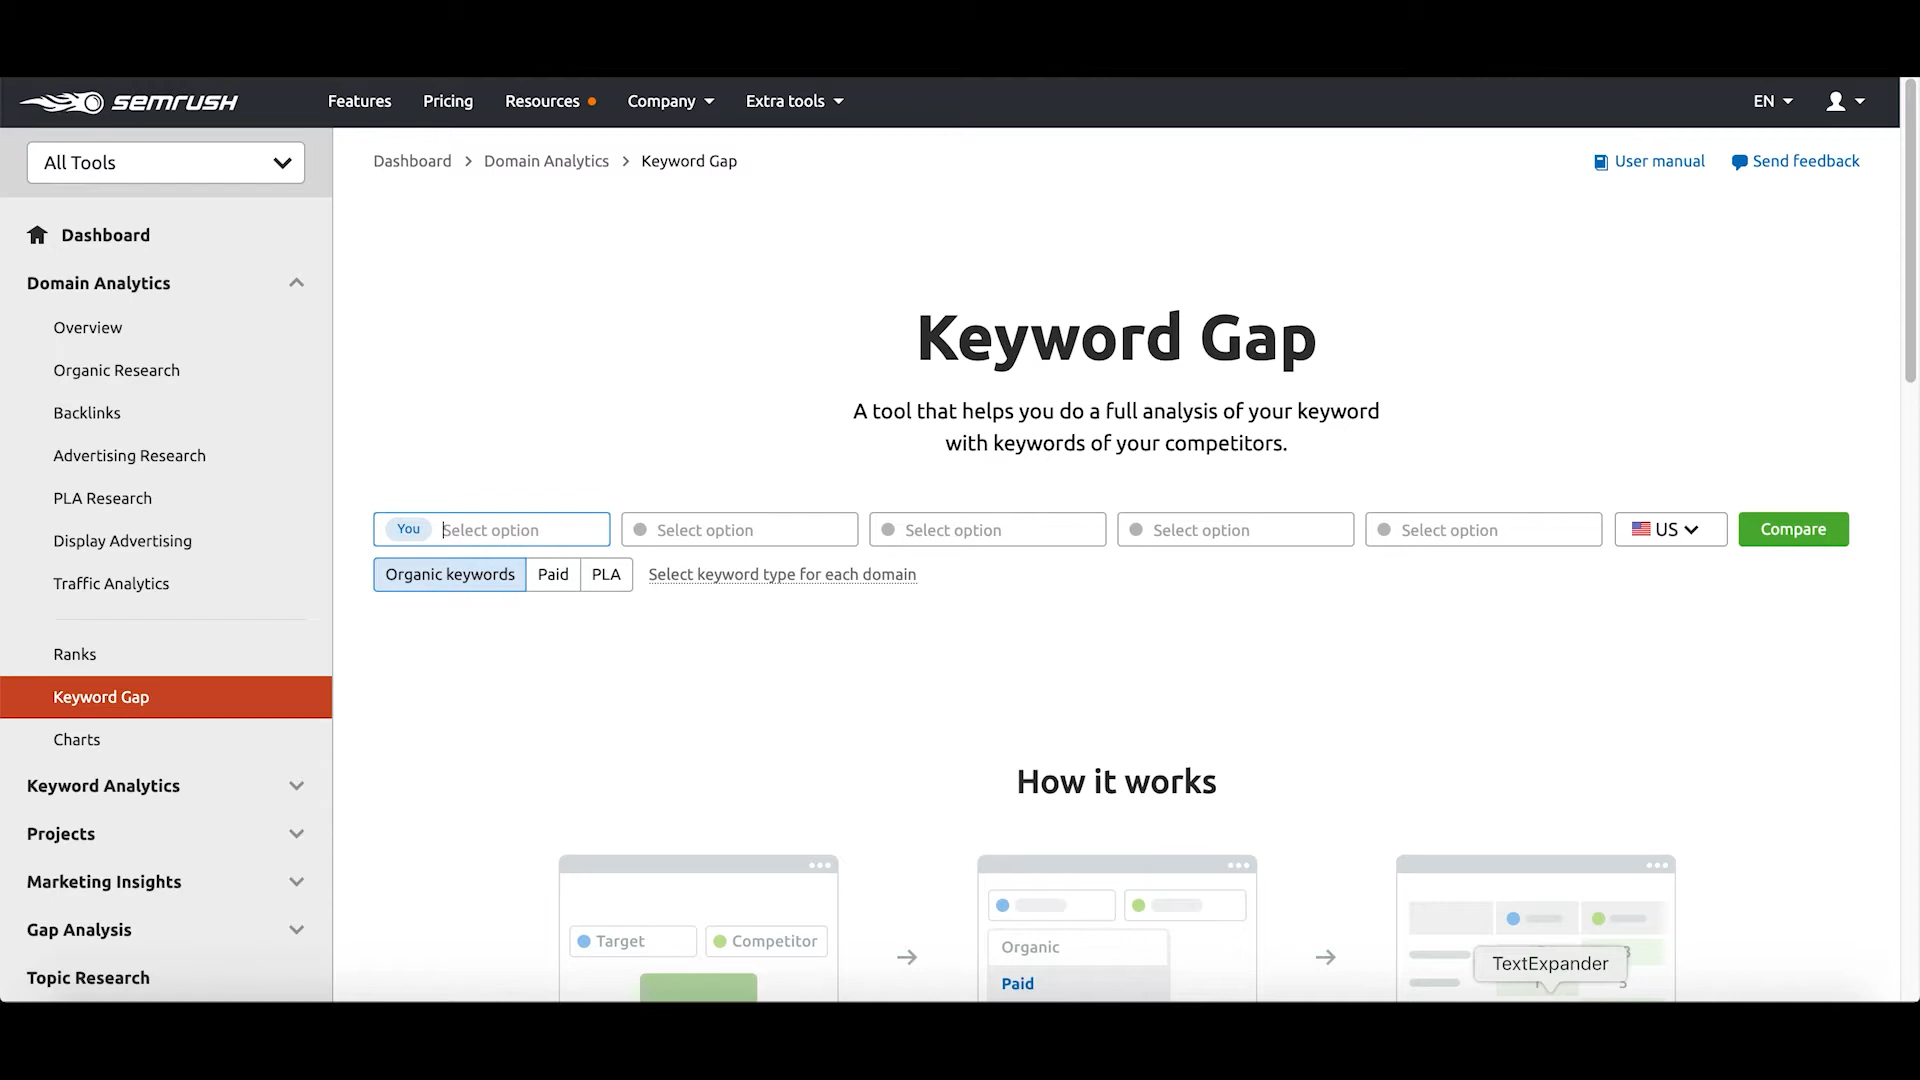 SEMRUSH
Features
Pricing
Resources
Company
Extra tools
EN
All Tools
Dashboard > Domain Analytics > Keyword Gap
User manual
Send feedback
Dashboard
Domain Analytics
Overview
Organic Research
Backlinks
Advertising Research
PLA Research
Display Advertising
Traffic Analytics
Ranks
Keyword Gap
Charts
Keyword Analytics
Projects
Marketing Insights
Gap Analysis
Topic Research
Keyword Gap
A tool that helps you do a full analysis of your keyword
with keywords of your competitors.
You Select option
Select option
Select option
Select option
Select option
US
Compare
Organic keywords
Paid
PLA
Select keyword type for each domain
How it works
Target
Competitor
Organic
Paid
TextExpander